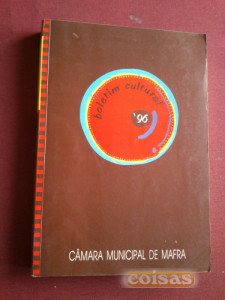 boletim cultural
'96
CÂMARA MUNICIPAL DE MAFRA
coisas